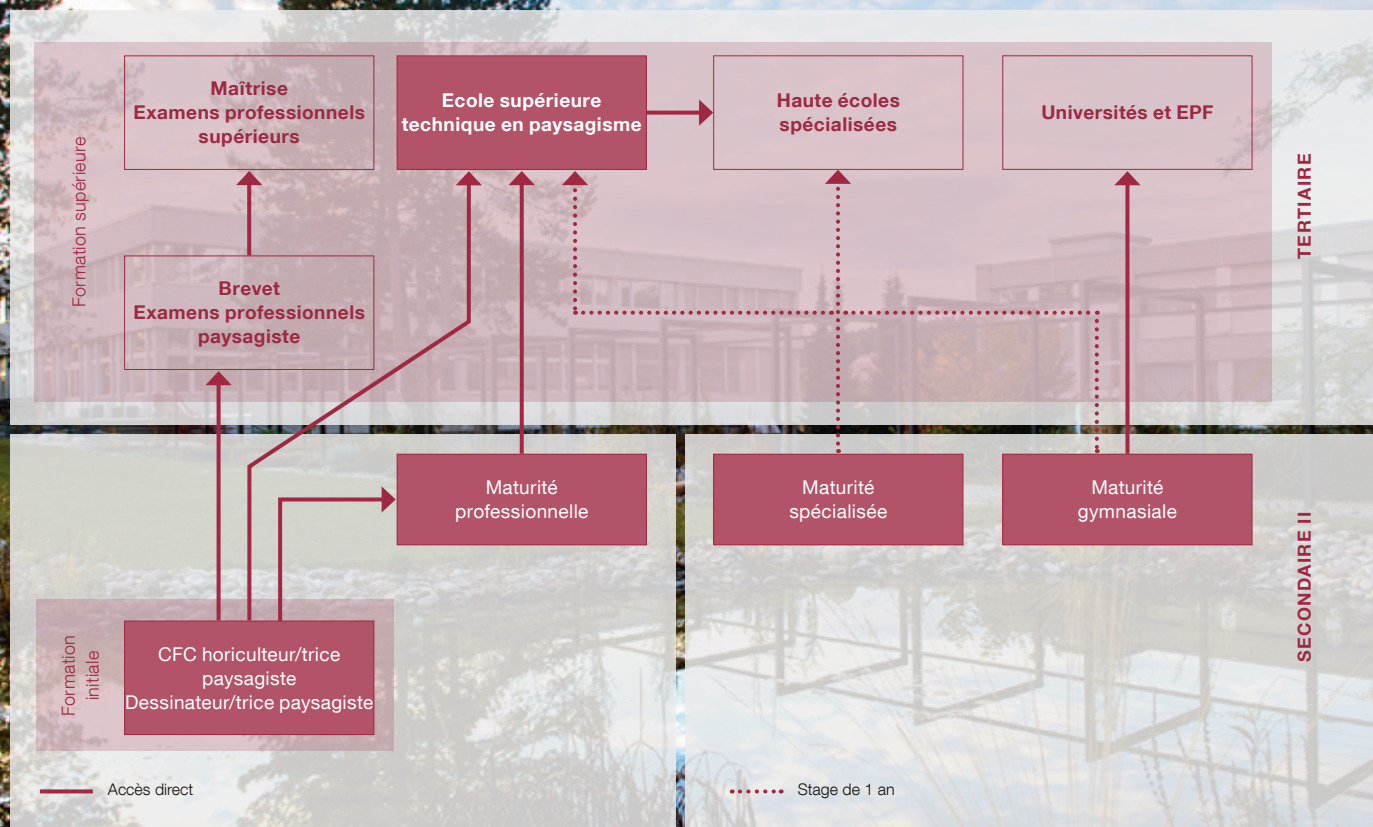 Maîtrise
Examens professionnels
supérieurs
Ecole supérieure
technique en paysagisme
Haute écoles
spécialisées
Universités et EPF
Formation supérieure
TERTIAIRE
Brevet
Examens professionnels
paysagiste
Maturité
professionnelle
Maturité
spécialisée
Maturité
gymnasiale
SECONDAIRE II
Formation
initiale
CFC horiculteur/trice
paysagiste
Dessinateur/trice paysagiste
Accès direct
Stage de 1 an